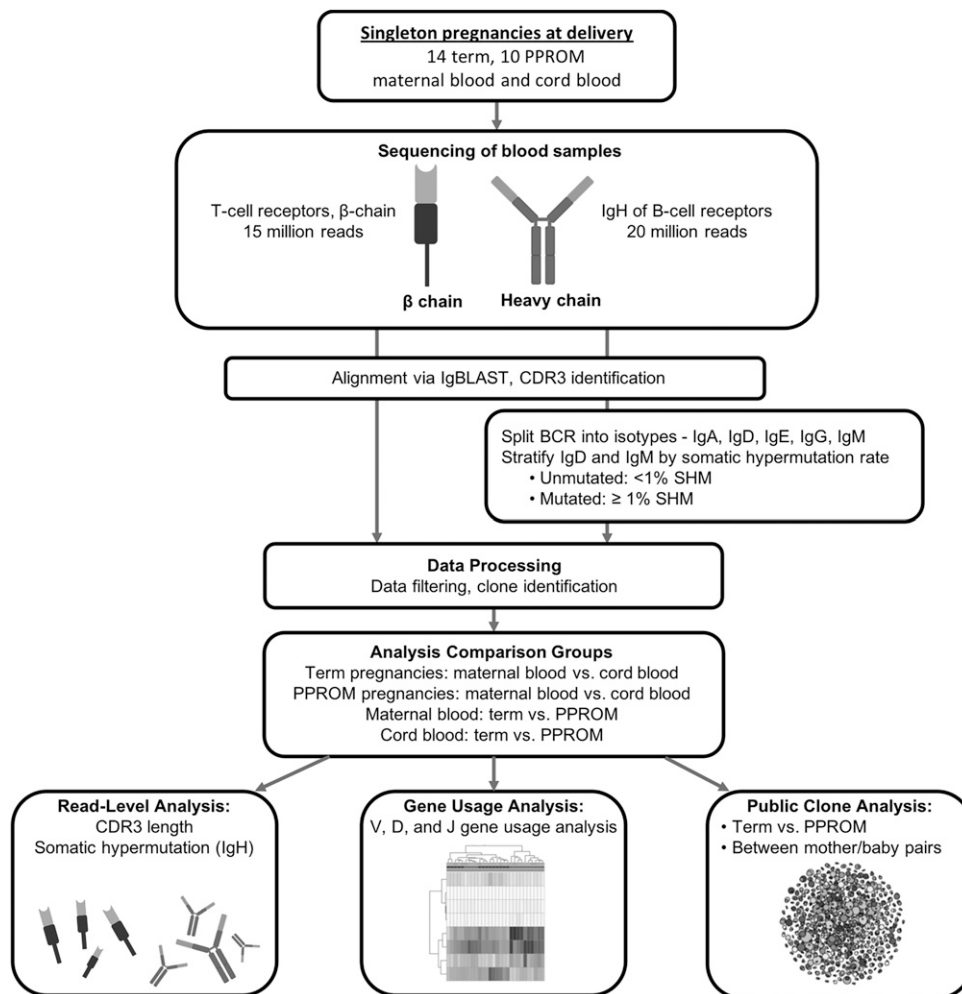 Singleton pregnancies at delivery
14 term, 10 PPROM
maternal blood and cord blood
Sequencing of blood samples
T-cell receptors, β-chain
15 million reads
IgH of B-cell receptors
20 million reads
β chain
Heavy chain
Alignment via IgBLAST, CDR3 identification
Split BCR into isotypes - IgA, IgD, IgE, IgG, IgM
Stratify IgD and IgM by somatic hypermutation rate
• Unmutated: <1% SHM
• Mutated: ≥ 1% SHM
Data Processing
Data filtering, clone identification
Analysis Comparison Groups
Term pregnancies: maternal blood vs. cord blood
PPROM pregnancies: maternal blood vs. cord blood
Maternal blood: term vs. PPROM
Cord blood: term vs. PPROM
Read-Level Analysis:
CDR3 length
Somatic hypermutation (IgH)
Gene Usage Analysis:
V, D, and J gene usage analysis
Public Clone Analysis:
• Term vs. PPROM
• Between mother/baby pairs